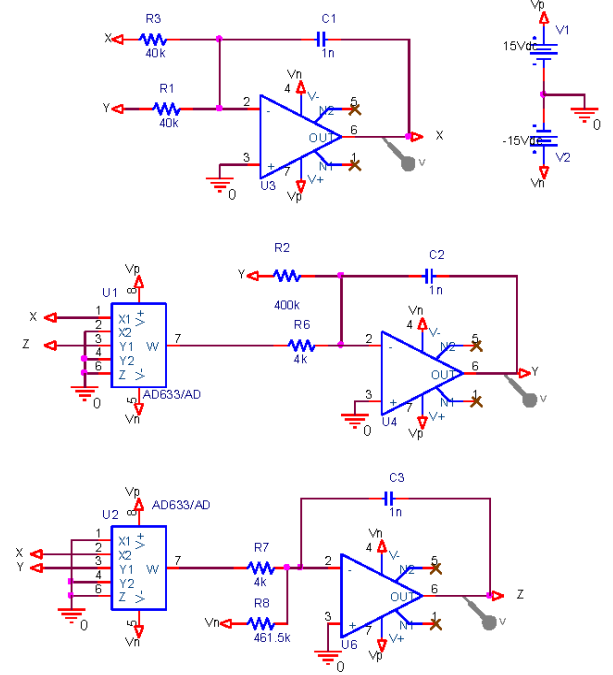 Vp
R3 C1 V1
X 40k 1n 15Vdc
Vn
R1 4 V- 5
Y 2 - N2
40k OUT 6 X 0
3 + N1 1 V
7 V+ -15Vdc
0 U3 Vp V2
Vn
R2 C2
Vp Y
U1 8 400k 1n
X 1 X1 V+ Vn
2 X2 R6 4 V- 5
Z 3 Y1 W 7 2 - N2
4 Y2 4k OUT 6 Y
6 Z V- 3 + N1 1
5 AD633/AD U4 7 V+ V
0 Vn 0 Vp
C3
Vp AD633/AD
U2 8 1n
1 X1 V+ Vn
X 2 X2 R7 4 V- 5
Y 3 Y1 W 7 2 - N2
4 Y2 4k OUT 6 Z
6 Z V- R8 3 + N1 1
5 Vn 7 V+ V
0 Vn 461.5k U6 Vp
0